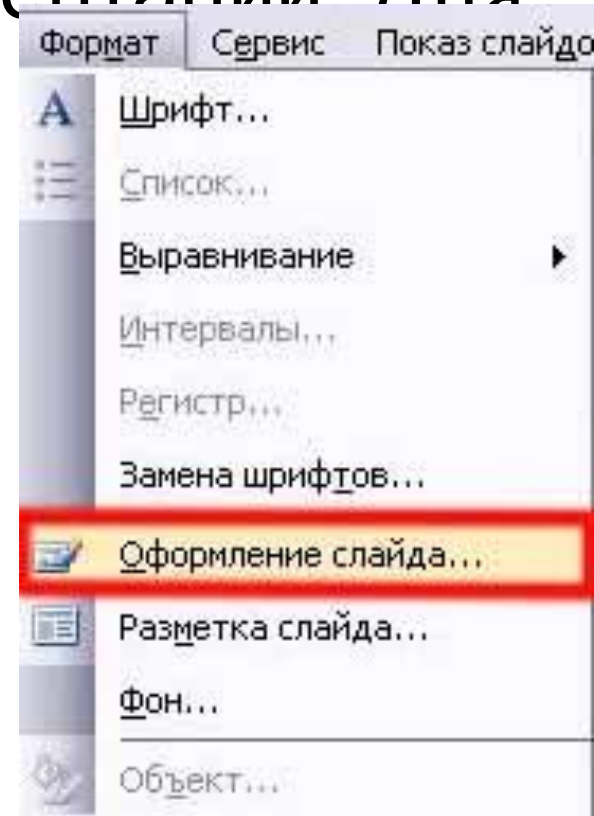 Формат Сервис Показ слайдо
Шрифт...
Список...
Выравнивание
Интервалы...
Регистр...
Замена шрифтов...
Оформление слайда...
Разметка слайда...
Фон...
Объект...